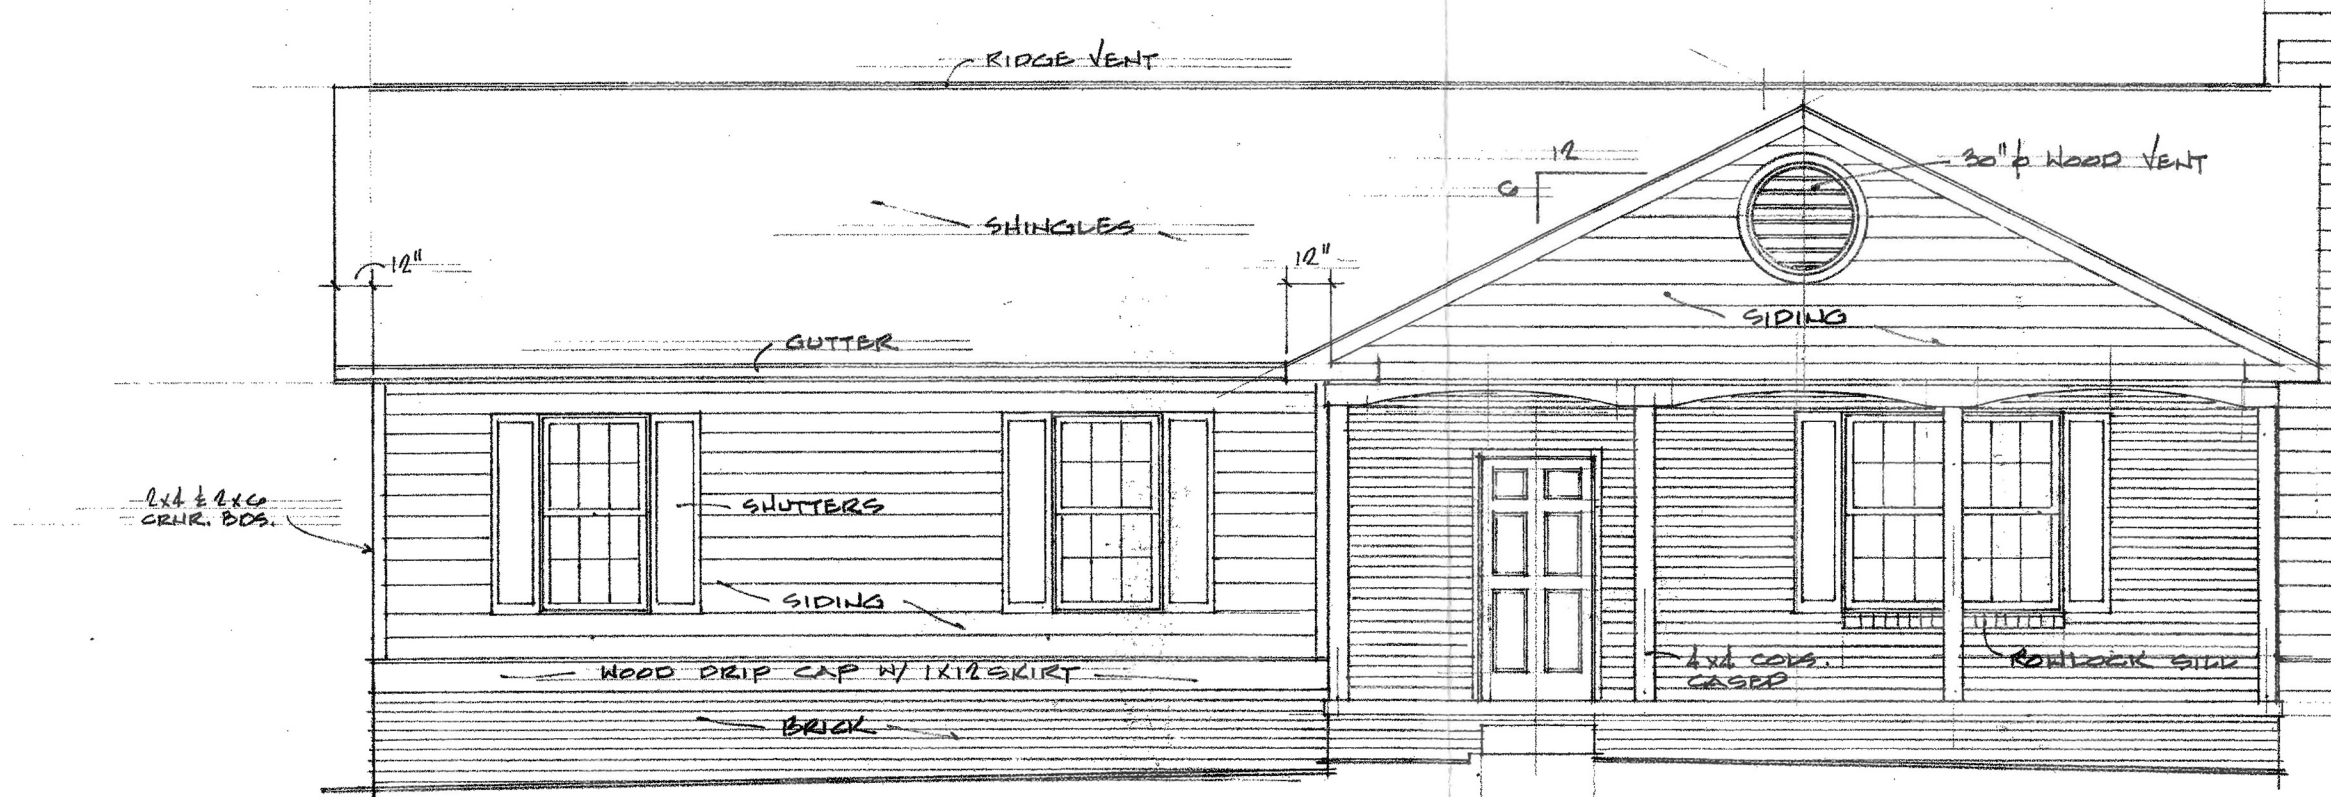 RIDGE VENT
12
6
30"ϕ WOOD VENT
SHINGLES
12"
12"
SIDING
GUTTER
2x4 & 2x6
CRNR. BDS.
SHUTTERS
SIDING
WOOD DRIP CAP W/ 1X12 SKIRT
4x4 COLS.
CASED
ROWLOCK SILL
BRICK